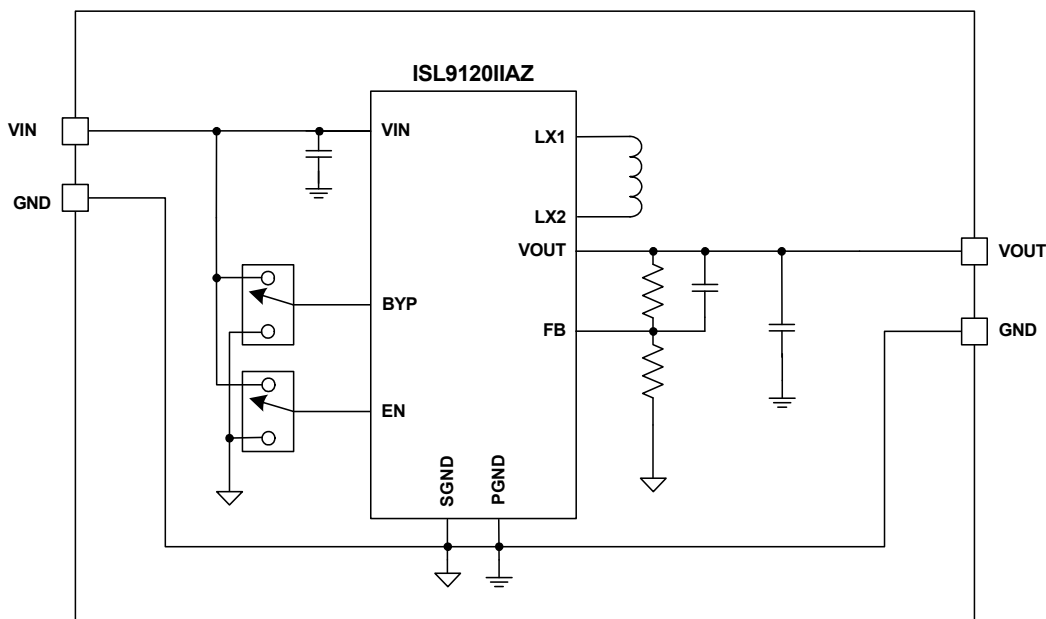 ISL9120IIAZ
VIN
VIN
LX1
GND
LX2
VOUT
VOUT
BYP
FB
GND
EN
SGND
PGND